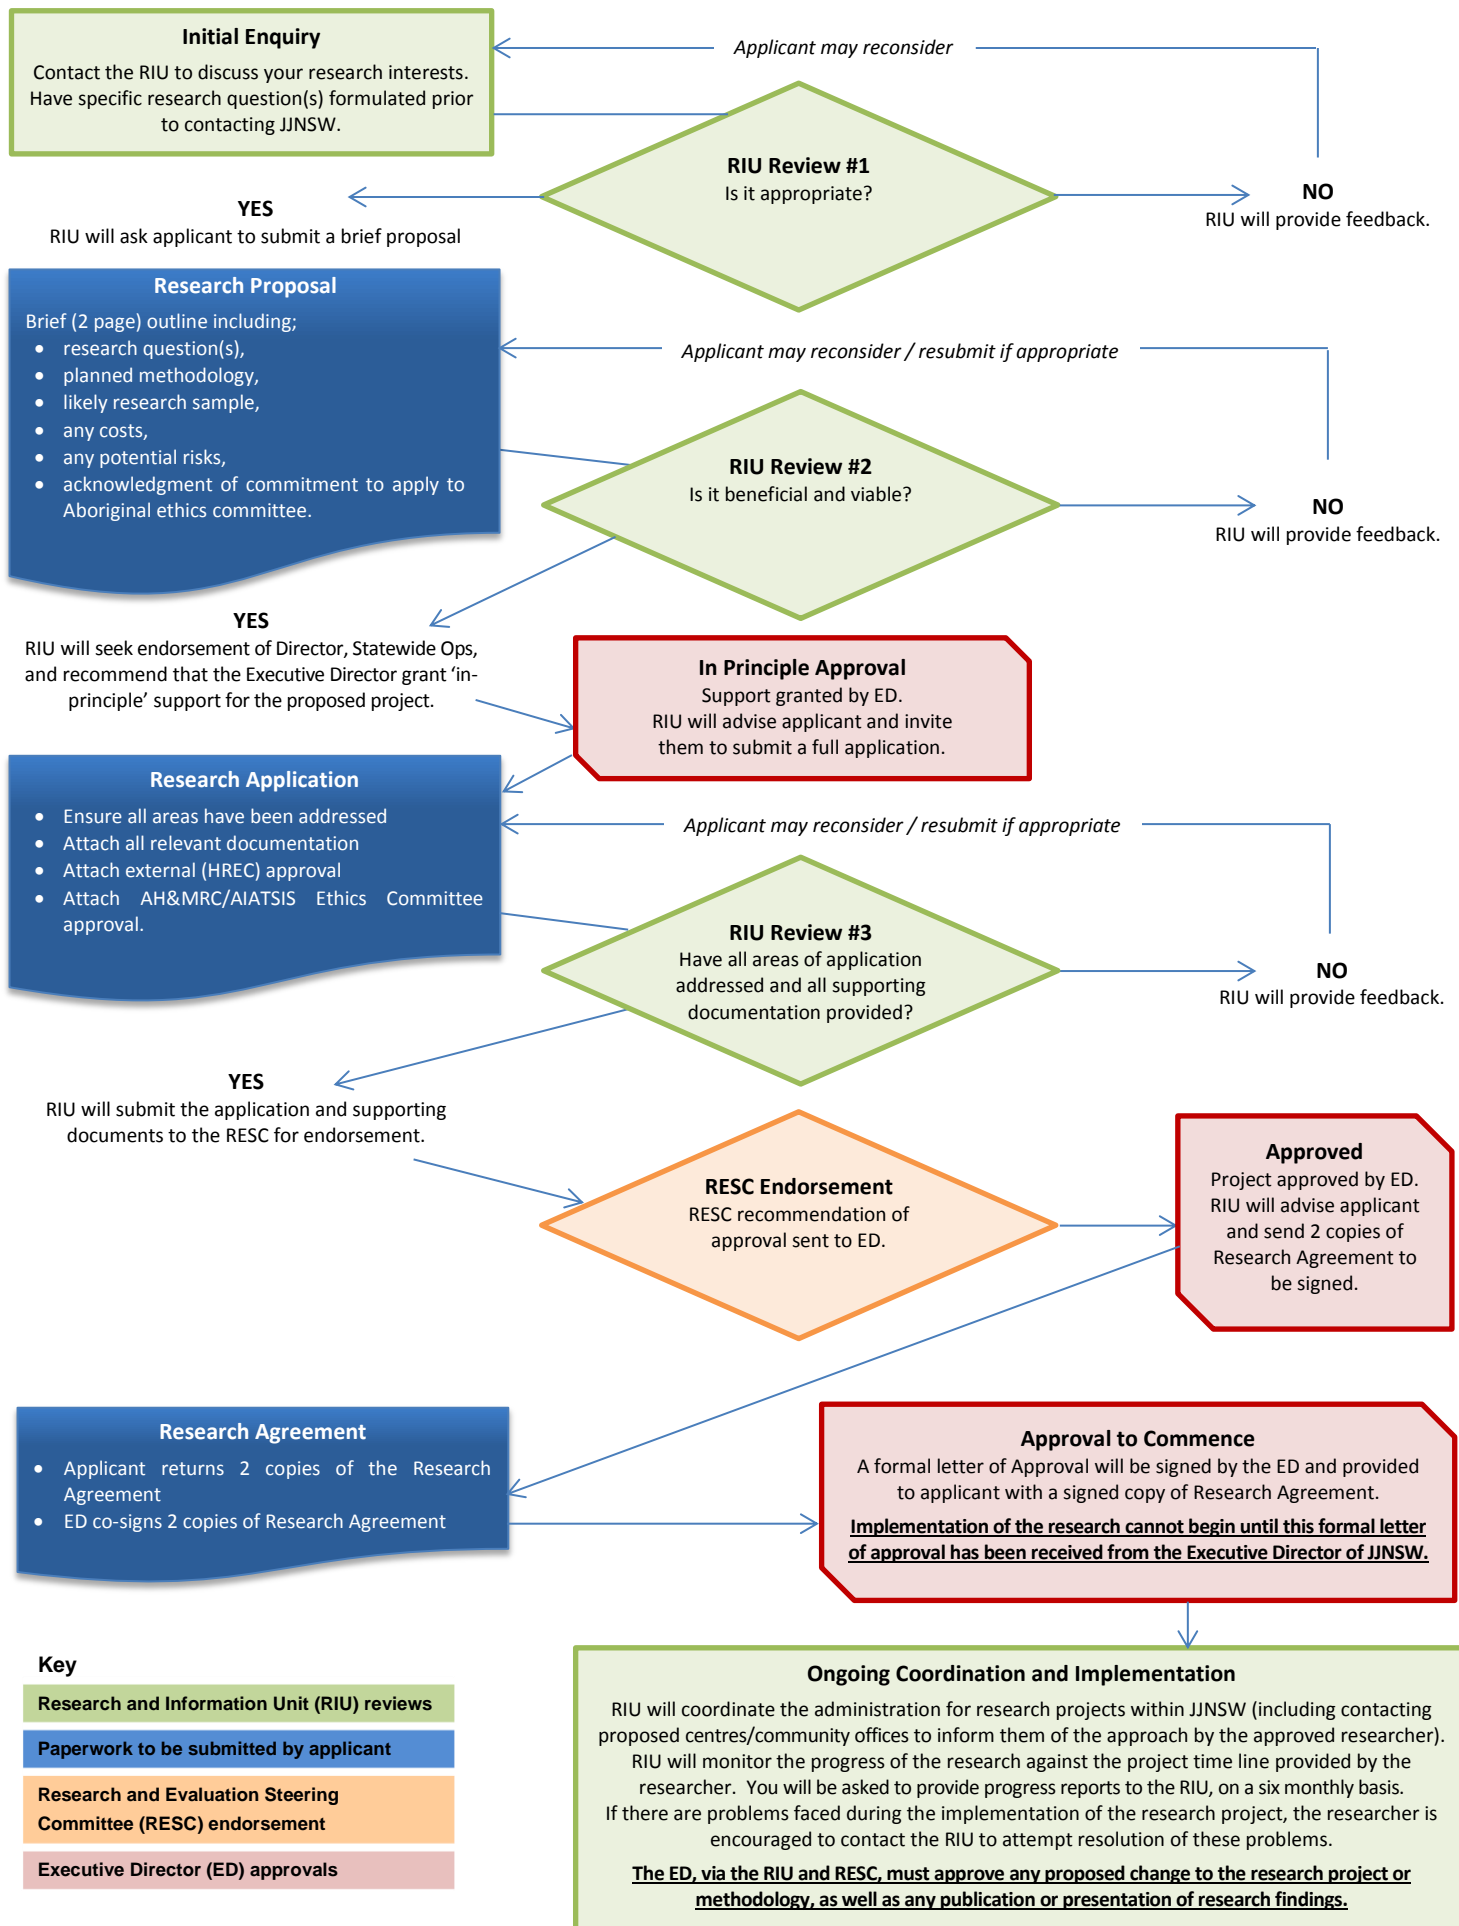 Initial Enquiry
Contact the RIU to discuss your research interests.
Have specific research question(s) formulated prior
to contacting JJNSW.
Applicant may reconsider
RIU Review #1
Is it appropriate?
NO
RIU will provide feedback.
YES
RIU will ask applicant to submit a brief proposal
Research Proposal
Brief (2 page) outline including;
• research question(s),
• planned methodology,
• likely research sample,
• any costs,
• any potential risks,
• acknowledgment of commitment to apply to
Aboriginal ethics committee.
Applicant may reconsider / resubmit if appropriate
RIU Review #2
Is it beneficial and viable?
NO
RIU will provide feedback.
YES
RIU will seek endorsement of Director, Statewide Ops,
and recommend that the Executive Director grant ‘in-
principle’ support for the proposed project.
In Principle Approval
Support granted by ED.
RIU will advise applicant and invite
them to submit a full application.
Research Application
• Ensure all areas have been addressed
• Attach all relevant documentation
• Attach external (HREC) approval
• Attach AH&MRC/AIATSIS Ethics Committee
approval.
Applicant may reconsider / resubmit if appropriate
RIU Review #3
Have all areas of application
addressed and all supporting
documentation provided?
NO
RIU will provide feedback.
YES
RIU will submit the application and supporting
documents to the RESC for endorsement.
RESC Endorsement
RESC recommendation of
approval sent to ED.
Approved
Project approved by ED.
RIU will advise applicant
and send 2 copies of
Research Agreement to
be signed.
Research Agreement
• Applicant returns 2 copies of the Research
Agreement
• ED co-signs 2 copies of Research Agreement
Approval to Commence
A formal letter of Approval will be signed by the ED and provided
to applicant with a signed copy of Research Agreement.
Implementation of the research cannot begin until this formal letter
of approval has been received from the Executive Director of JJNSW.
Key
Research and Information Unit (RIU) reviews
Paperwork to be submitted by applicant
Research and Evaluation Steering
Committee (RESC) endorsement
Executive Director (ED) approvals
Ongoing Coordination and Implementation
RIU will coordinate the administration for research projects within JJNSW (including contacting
proposed centres/community offices to inform them of the approach by the approved researcher).
RIU will monitor the progress of the research against the project time line provided by the
researcher. You will be asked to provide progress reports to the RIU, on a six monthly basis.
If there are problems faced during the implementation of the research project, the researcher is
encouraged to contact the RIU to attempt resolution of these problems.
The ED, via the RIU and RESC, must approve any proposed change to the research project or
methodology, as well as any publication or presentation of research findings.